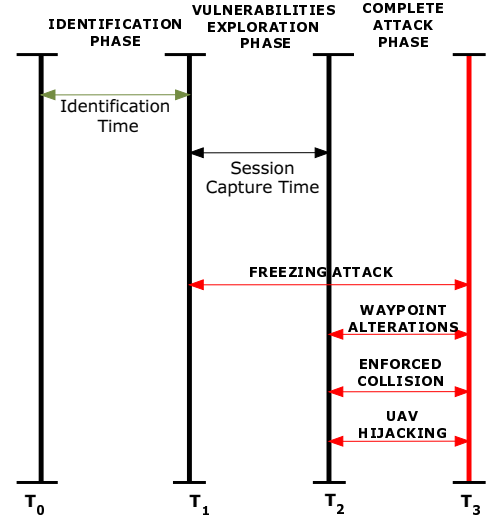 IDENTIFICATION
PHASE
VULNERABILITIES
EXPLORATION
PHASE
COMPLETE
ATTACK
PHASE
Identification
Time
Session
Capture Time
FREEZING ATTACK
WAYPOINT
ALTERATIONS
ENFORCED
COLLISION
UAV
HIJACKING
T0
T1
T2
T3